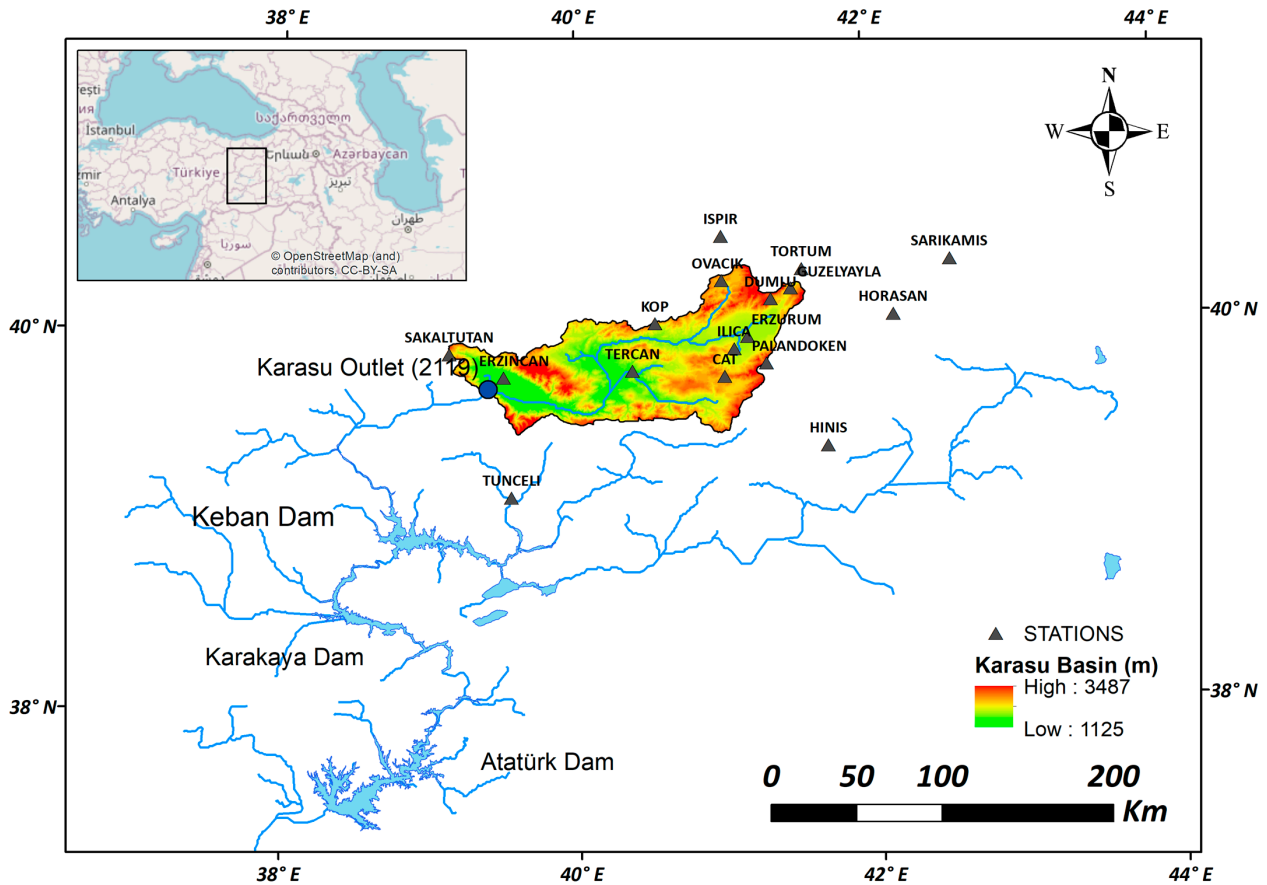 38° E
40° E
42° E
44° E
İstanbul
Türkiye
Antalya
საქართველო
Երևան
Azərbaycan
تبریز
تهران
سوريا
© OpenStreetMap (and)
contributors, CC-BY-SA
N
W
E
S
ISPIR
OVACIK
TORTUM
GUZELYAYLA
DUMLU
SARIKAMIS
HORASAN
KOP
ERZURUM
ILICA
PALANDOKEN
CAT
TERCAN
SAKALTUTAN
ERZINCAN
Karasu Outlet (2119)
40° N
40° N
HINIS
TUNCELI
Keban Dam
Karakaya Dam
Atatürk Dam
38° N
38° N
STATIONS
Karasu Basin (m)
High : 3487
Low : 1125
0
50
100
200
Km
38° E
40° E
42° E
44° E